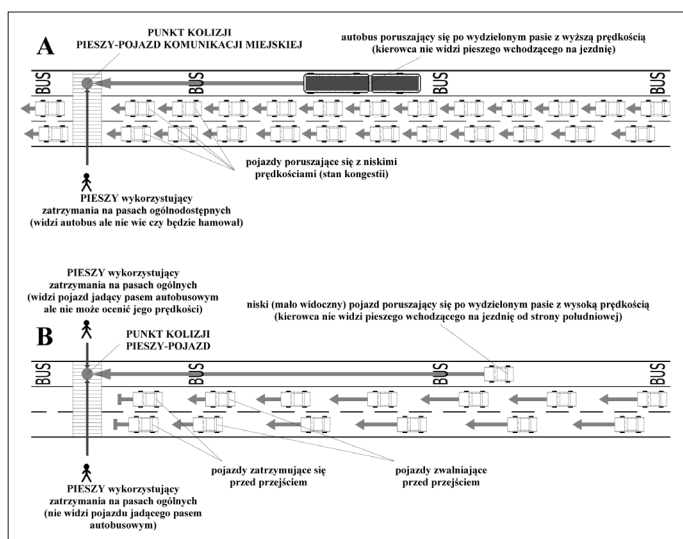 A
PUNKT KOLIZJI
PIESZY-POJAZD KOMUNIKACJI MIEJSKIEJ
autobus poruszający się po wydzielonym pasie z wyższą prędkością
(kierowca nie widzi pieszego wchodzącego na jezdnię)
BUS
BUS
BUS
BUS
pojazdy poruszające się z niskimi
prędkościami (stan kongestii)
PIESZY wykorzystujący
zatrzymania na pasach ogólnodostępnych
(widzi autobus ale nie wie czy będzie hamował)
PIESZY wykorzystujący
zatrzymania na pasach ogólnych
(widzi pojazd jadący pasem autobusowym
ale nie może ocenić jego prędkości)
niski (mało widoczny) pojazd poruszający się po wydzielonym pasie z wysoką prędkością
(kierowca nie widzi pieszego wchodzącego na jezdnię od strony południowej)
B
PUNKT KOLIZJI
PIESZY-POJAZD
BUS
BUS
BUS
BUS
pojazdy zatrzymujące się
przed przejściem
pojazdy zwalniające
przed przejściem
PIESZY wykorzystujący
zatrzymania na pasach ogólnych
(nie widzi pojazdu jadącego pasem
autobusowym)